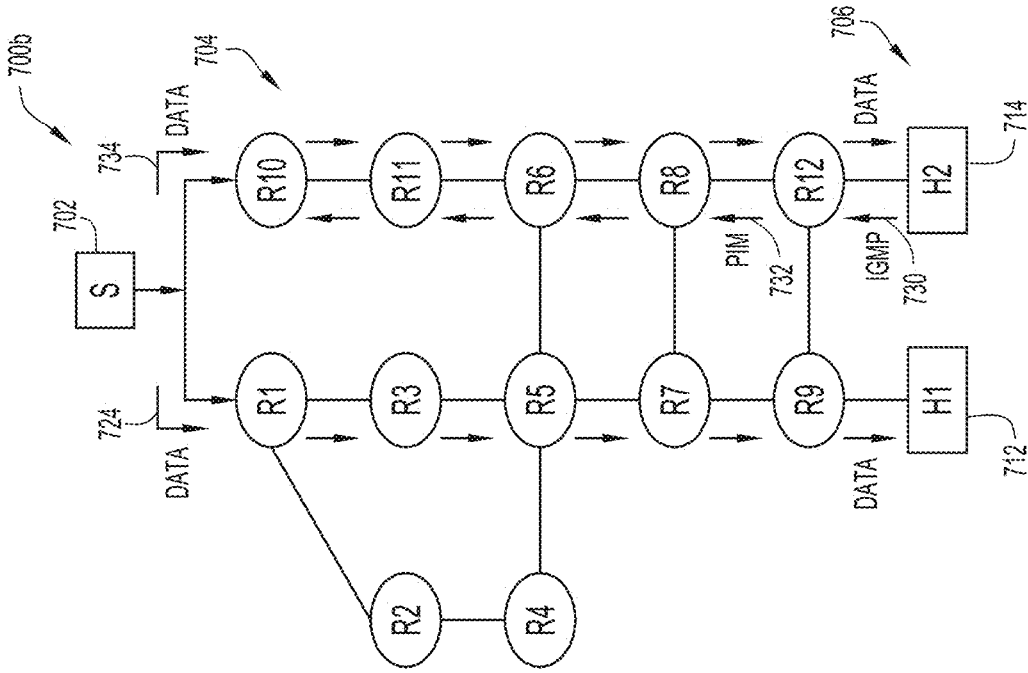 700b
704
706
702
S
724
DATA
734
DATA
R1
R10
R2
R3
R11
R4
R5
R6
R7
R8
PIM
732
R9
R12
DATA
IGMP
730
DATA
H1
712
H2
714